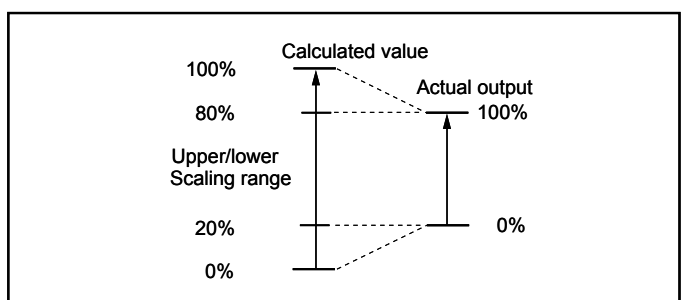 Calculated value
100%
Actual output
80%
100%
Upper/lower
Scaling range
20%
0%
0%